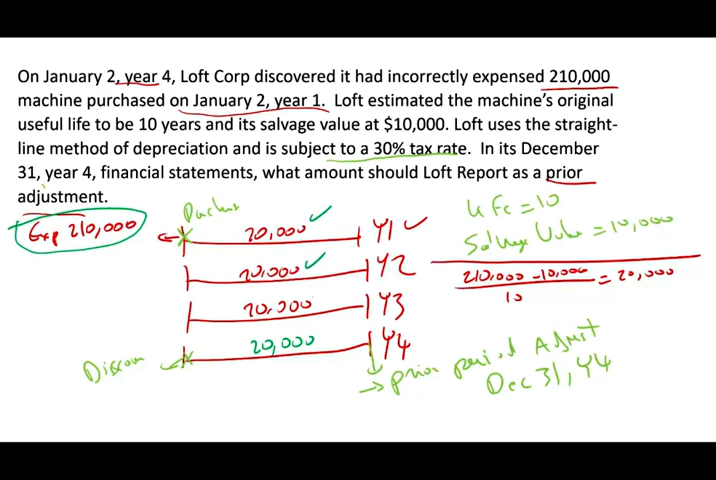 On January 2, year 4, Loft Corp discovered it had incorrectly expensed 210,000
machine purchased on January 2, year 1. Loft estimated the machine's original
useful life to be 10 years and its salvage value at $10,000. Loft uses the straight-
line method of depreciation and is subject to a 30% tax rate. In its December
31, year 4, financial statements, what amount should Loft Report as a prior
adjustment.
Exp 210,000
20,000 Y1
20,000 Y2
20,000 Y3
20,000 Y4
= 10
Salvage Value = 10,000
210,000 - 10,000 = 20,000
10
Discov
prior period Adjust
Dec 31, Y4